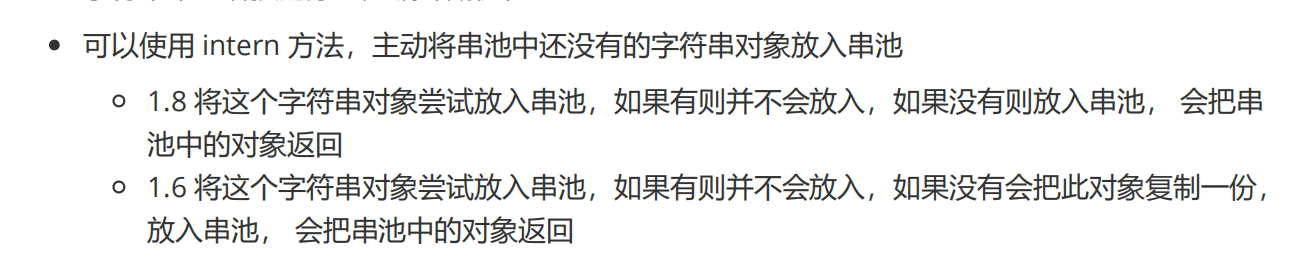 可以使用 intern 方法，主动将串池中还没有的字符串对象放入串池
1.8 将这个字符串对象尝试放入串池，如果有则并不会放入，如果没有则放入串池， 会把串
池中的对象返回
1.6 将这个字符串对象尝试放入串池，如果有则并不会放入，如果没有会把此对象复制一份，
放入串池， 会把串池中的对象返回